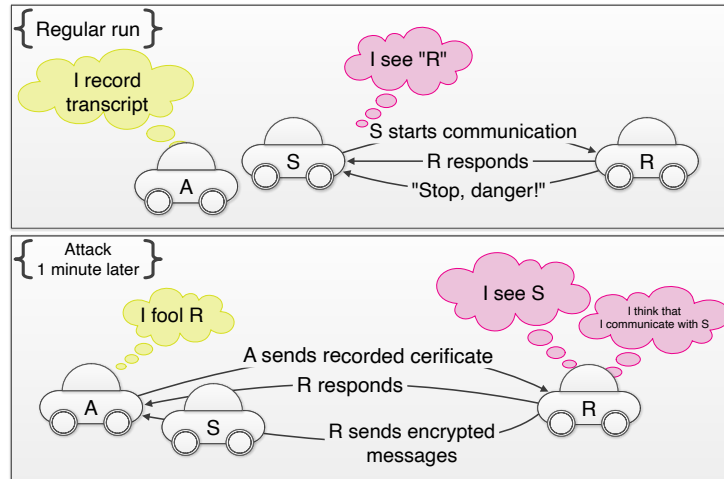 Regular run
I record
transcript
I see "R"
S starts communication
R responds
"Stop, danger!"
A
S
R
Attack
1 minute later
I fool R
I see S
I think that
I communicate with S
A sends recorded cerificate
R responds
R sends encrypted
messages
A
S
R